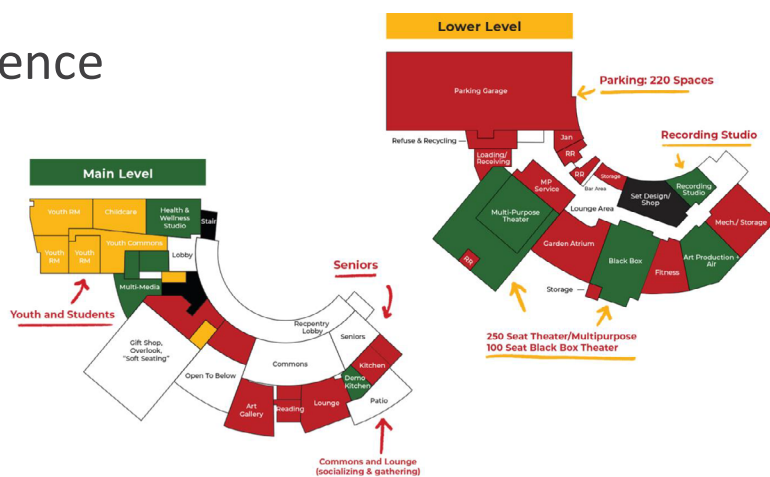 ence
Lower Level
Parking Garage
Parking: 220 Spaces
Refuse & Recycling
Jan
RR
Loading/
Receiving
RR
Storage
Bar Area
Recording Studio
MP
Service
Lounge Area
Set Design/
Shop
Recording
Studio
Multi-Purpose
Theater
Mech./ Storage
Garden Atrium
Black Box
Art Production +
Air
Fitness
RR
Storage
250 Seat Theater/Multipurpose
100 Seat Black Box Theater
Main Level
Youth RM
Childcare
Health &
Wellness
Studio
Stair
Youth Commons
Youth
RM
Youth
RM
Lobby
Multi-Media
Youth and Students
Seniors
Recpentry
Lobby
Seniors
Gift Shop,
Overlook,
"Soft Seating"
Commons
Kitchen
Open To Below
Demo
Kitchen
Art
Gallery
Reading
Lounge
Patio
Commons and Lounge
(socializing & gathering)